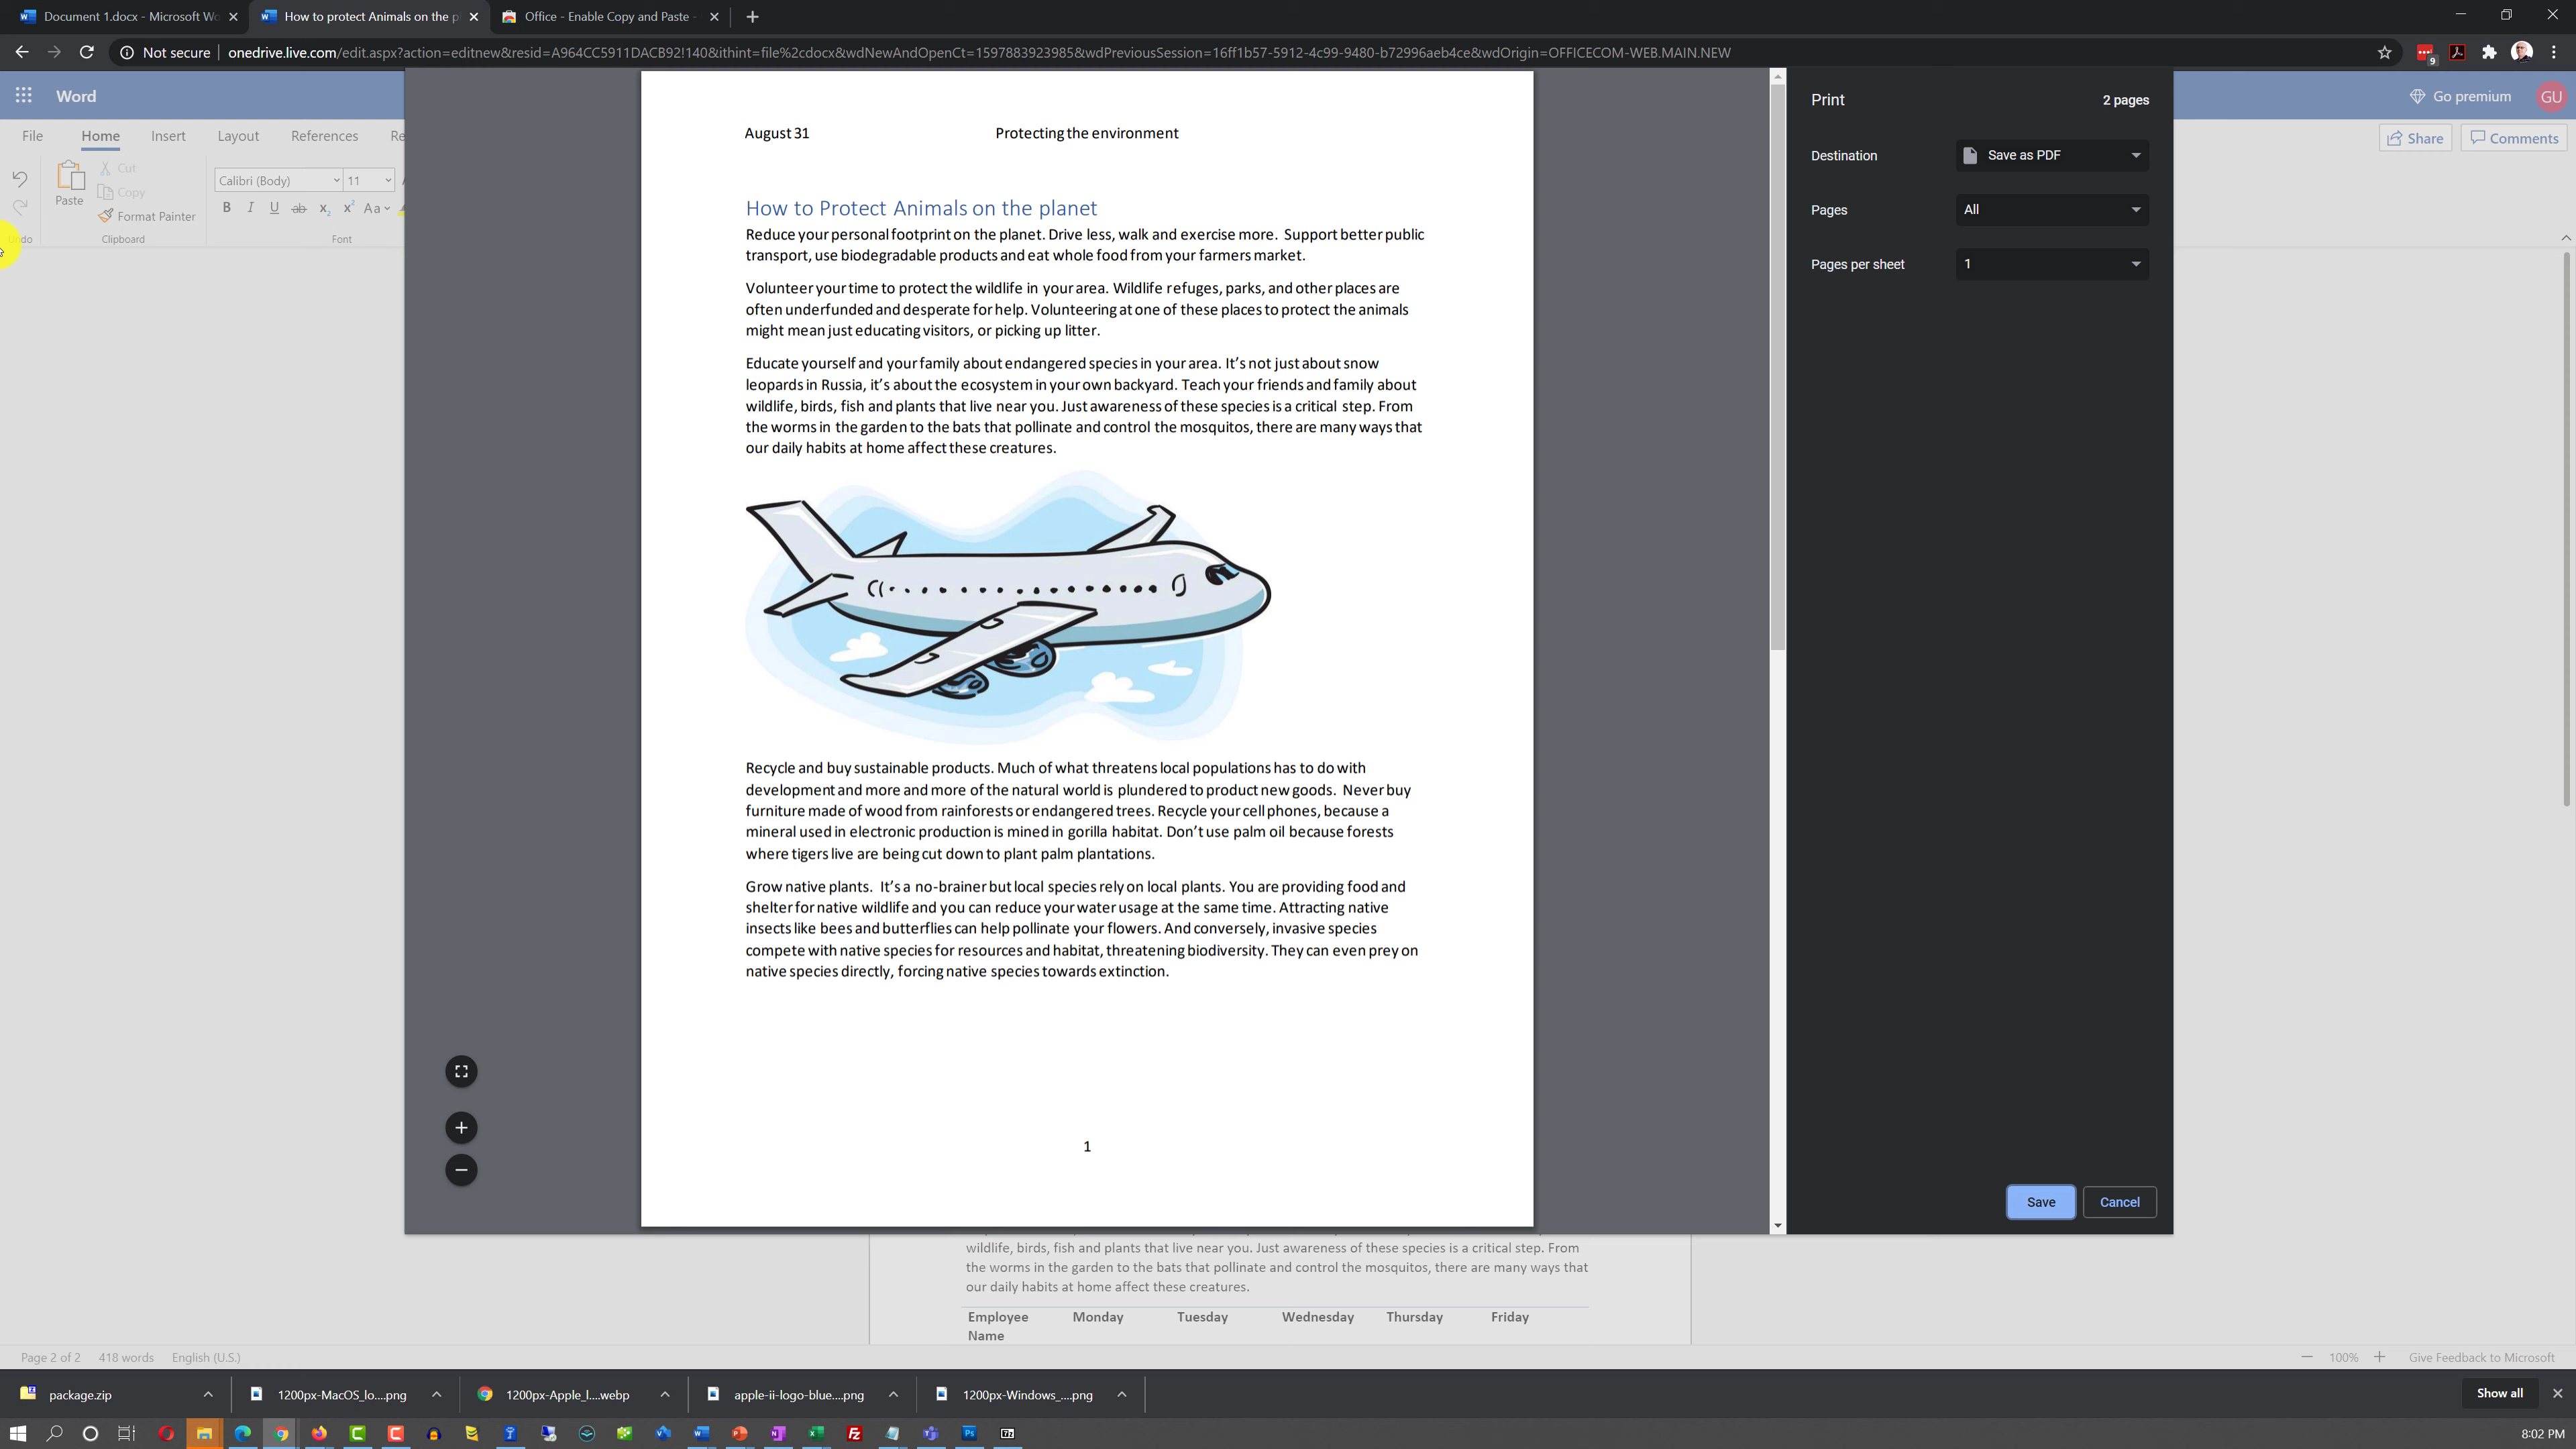 Document 1.docx - Microsoft Wo
How to protect Animals on the p
Office - Enable Copy and Paste -
Not secure
onedrive.live.com/edit.aspx?action=editnew&resid=A964CC5911DACB92!140&ithint=file%2cdocx&wdNewAndOpenCt=1597883923985&wdPreviousSession=16ff1b57-5912-4c99-9480-b72996aeb4ce&wdOrigin=OFFICECOM-WEB.MAIN.NEW
9
Word
Go premium
GU
File
Home
Insert
Layout
References
Re
Share
Comments
Paste
Cut
Copy
Format Painter
Calibri (Body)
11
Undo
Clipboard
Font
August 31
Protecting the environment
How to Protect Animals on the planet
Reduce your personal footprint on the planet. Drive less, walk and exercise more.  Support better public
transport, use biodegradable products and eat whole food from your farmers market.
Volunteer your time to protect the wildlife in your area. Wildlife refuges, parks, and other places are
often underfunded and desperate for help. Volunteering at one of these places to protect the animals
might mean just educating visitors, or picking up litter.
Educate yourself and your family about endangered species in your area. It's not just about snow
leopards in Russia, it's about the ecosystem in your own backyard. Teach your friends and family about
wildlife, birds, fish and plants that live near you. Just awareness of these species is a critical step. From
the worms in the garden to the bats that pollinate and control the mosquitos, there are many ways that
our daily habits at home affect these creatures.
Recycle and buy sustainable products. Much of what threatens local populations has to do with
development and more and more of the natural world is plundered to product new goods.  Never buy
furniture made of wood from rainforests or endangered trees. Recycle your cell phones, because a
mineral used in electronic production is mined in gorilla habitat. Don't use palm oil because forests
where tigers live are being cut down to plant palm plantations.
Grow native plants.  It's a no-brainer but local species rely on local plants. You are providing food and
shelter for native wildlife and you can reduce your water usage at the same time. Attracting native
insects like bees and butterflies can help pollinate your flowers. And conversely, invasive species
compete with native species for resources and habitat, threatening biodiversity. They can even prey on
native species directly, forcing native species towards extinction.
1
Print
2 pages
Destination
Save as PDF
Pages
All
Pages per sheet
1
Save
Cancel
wildlife, birds, fish and plants that live near you. Just awareness of these species is a critical step. From
the worms in the garden to the bats that pollinate and control the mosquitos, there are many ways that
our daily habits at home affect these creatures.
Employee Name
Monday
Tuesday
Wednesday
Thursday
Friday
Page 2 of 2
418 words
English (U.S.)
100%
Give Feedback to Microsoft
package.zip
1200px-MacOS_lo....png
1200px-Apple_l....webp
apple-ii-logo-blue....png
1200px-Windows_....png
Show all
8:02 PM